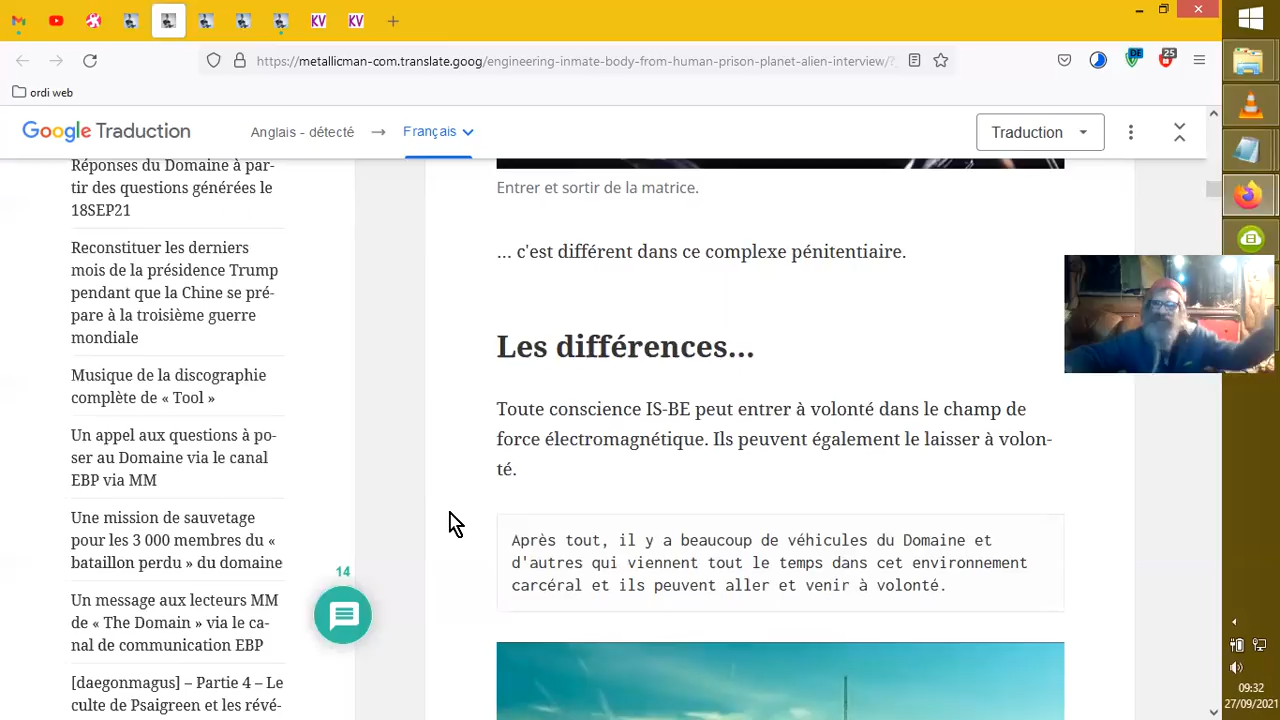 KV
KV
https://metallicman-com.translate.goog/engineering-inmate-body-from-human-prison-planet-alien-interview/?
DE
25
ordi web
Google Traduction
Anglais - détecté
Français
Traduction
Réponses du Domaine à par-
tir des questions générées le
18SEP21
Reconstituer les derniers
mois de la présidence Trump
pendant que la Chine se pré-
pare à la troisième guerre
mondiale
Musique de la discographie
complète de « Tool »
Un appel aux questions à po-
ser au Domaine via le canal
EBP via MM
Une mission de sauvetage
pour les 3 000 membres du «
bataillon perdu » du domaine
Un message aux lecteurs MM
de « The Domain » via le ca-
nal de communication EBP
[daegonmagus] – Partie 4 – Le
culte de Psaigreen et les révé-
14
Entrer et sortir de la matrice.
… c'est différent dans ce complexe pénitentiaire.
Les différences…
Toute conscience IS-BE peut entrer à volonté dans le champ de
force électromagnétique. Ils peuvent également le laisser à volon-
té.
Après tout, il y a beaucoup de véhicules du Domaine et
d'autres qui viennent tout le temps dans cet environnement
carcéral et ils peuvent aller et venir à volonté.
09:32
27/09/2021